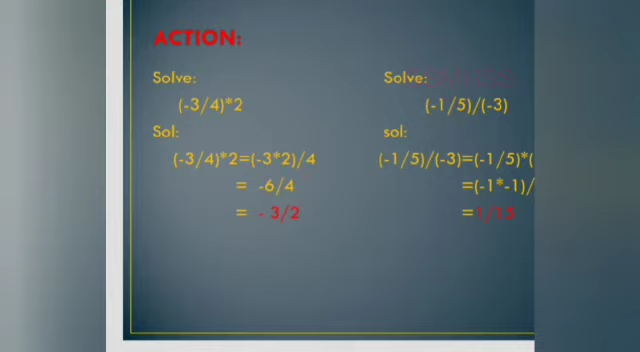 ACTION:
Solve:
(-3/4)*2
Sol:
(-3/4)*2=(-3*2)/4
= -6/4
= - 3/2
Solve:
(-1/5)/(-3)
sol:
(-1/5)/(-3)=(-1/5)*(
=(-1*-1)/
=1/15